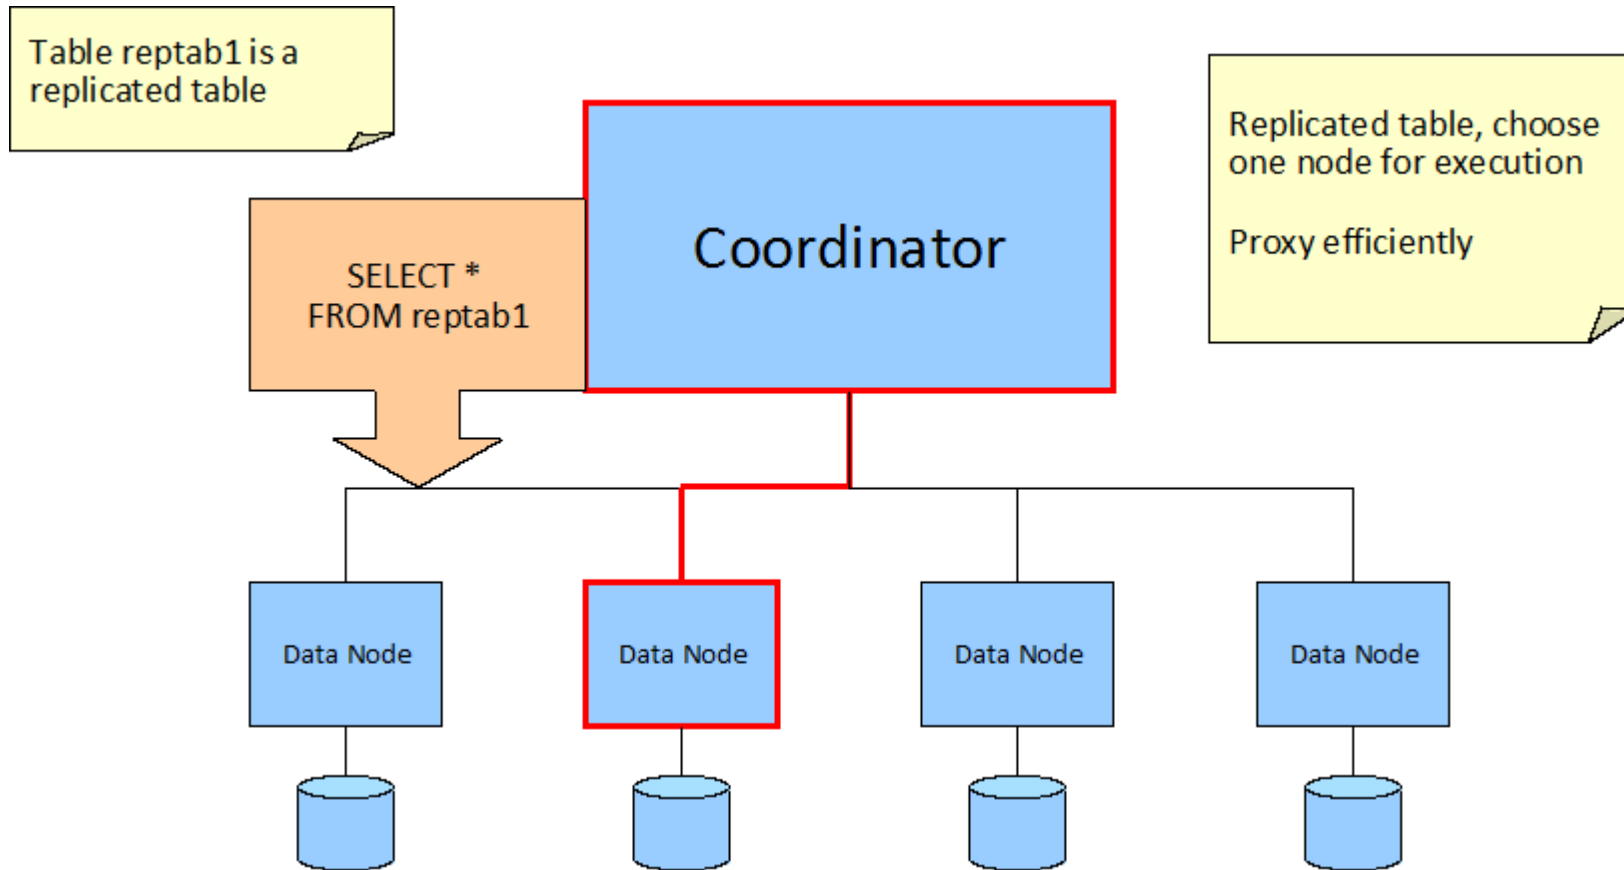 Table reptab1 is a
replicated table
Replicated table, choose
one node for execution
Proxy efficiently
Coordinator
SELECT *
FROM reptab1
Data Node
Data Node
Data Node
Data Node